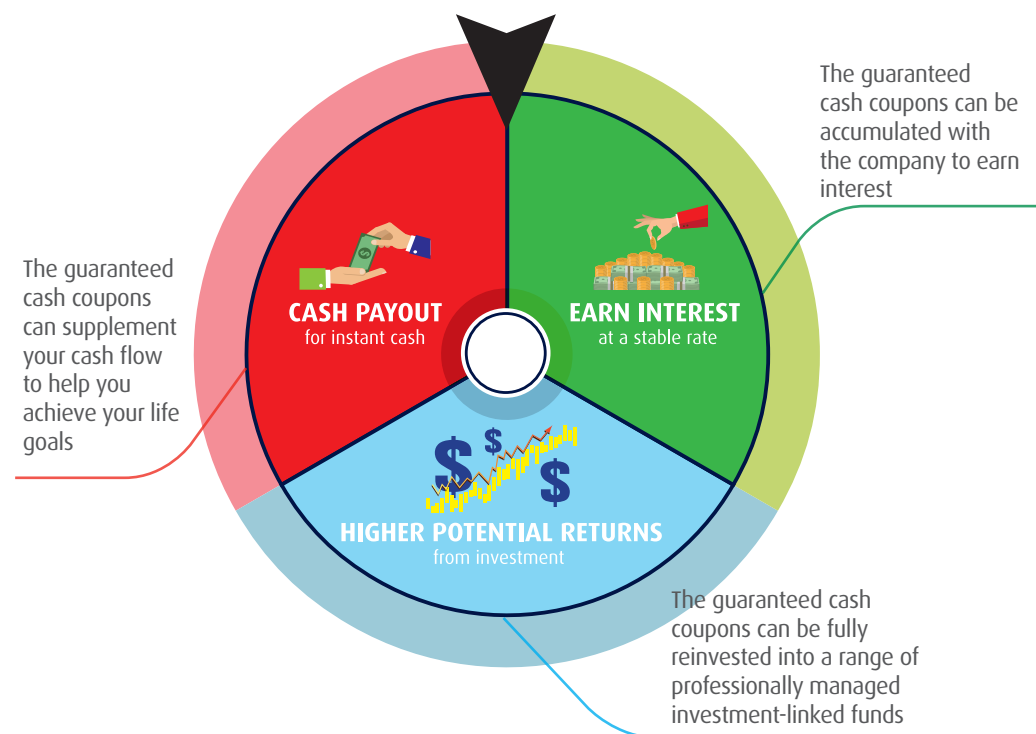 The guaranteed
cash coupons can be
accumulated with
the company to earn
interest
The guaranteed
cash coupons
can supplement
your cash flow
to help you
achieve your life
goals
CASH PAYOUT
for instant cash
EARN INTEREST
at a stable rate
$
$
$
$
HIGHER POTENTIAL RETURNS
from investment
The guaranteed cash
coupons can be fully
reinvested into a range of
professionally managed
investment-linked funds